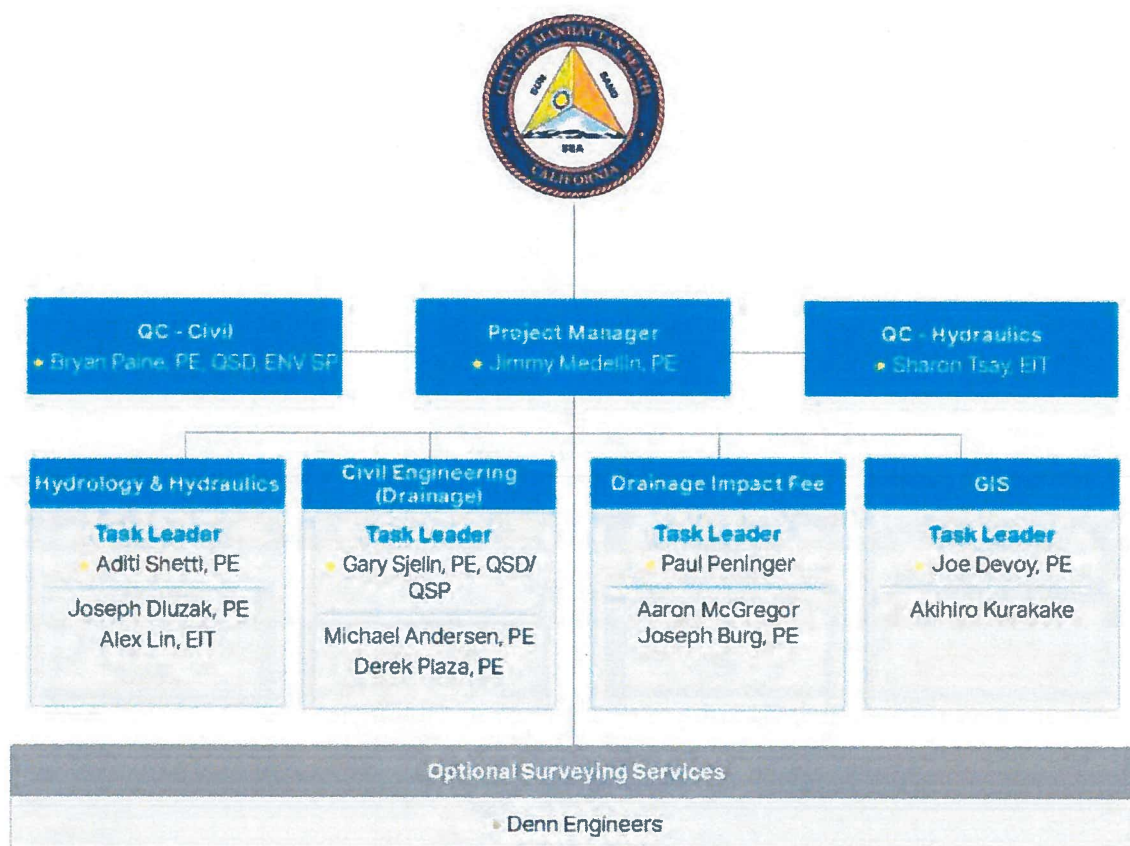 CITY OF MANHATTAN BEACH
SUN
SAND
SEA
CALIFORNIA
QC - Civil
• Bryan Paine, PE, QSD, ENV SP
Project Manager
• Jimmy Medellin, PE
QC - Hydraulics
• Sharon Tsay, EIT
Hydrology & Hydraulics
Task Leader
• Aditi Shetti, PE
Joseph Dluzak, PE
Alex Lin, EIT
Civil Engineering
(Drainage)
Task Leader
• Gary Sjelin, PE, QSD/
QSP
Michael Andersen, PE
Derek Plaza, PE
Drainage Impact Fee
Task Leader
• Paul Peninger
Aaron McGregor
Joseph Burg, PE
GIS
Task Leader
• Joe Devoy, PE
Akihiro Kurakake
Optional Surveying Services
• Denn Engineers